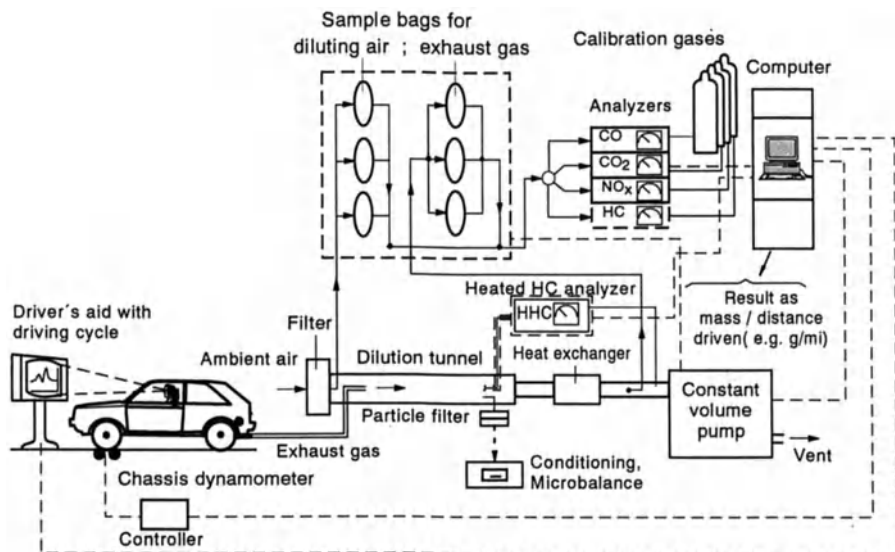 Sample bags for
diluting air ; exhaust gas
Calibration gases
Computer
Analyzers
CO
CO2
NOx
HC
Heated HC analyzer
HHC
Result as
mass / distance
driven( e.g. g/mi)
Driver´s aid with
driving cycle
Filter
Ambient air
Dilution tunnel
Heat exchanger
Particle filter
Constant
volume
pump
Exhaust gas
Vent
Chassis dynamometer
Conditioning,
Microbalance
Controller